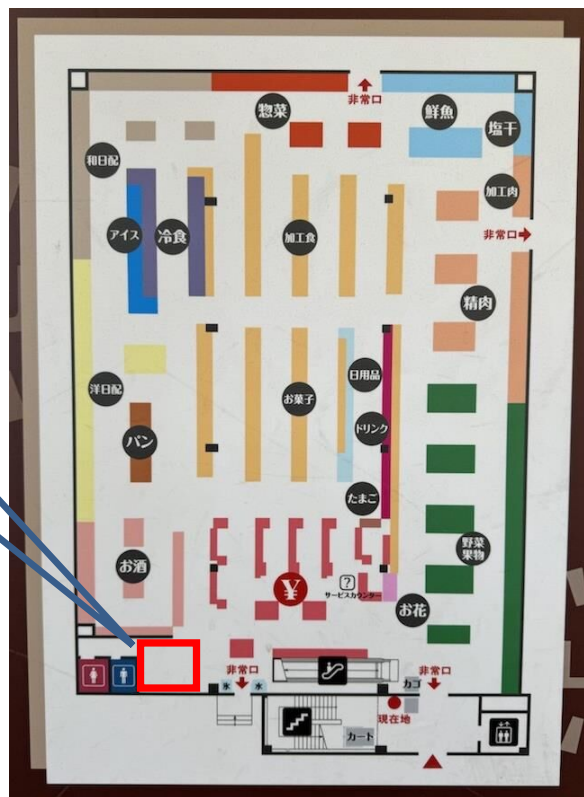 惣菜
非常口
鮮魚
塩干
和日配
加工肉
アイス
冷食
加工食
非常口
精肉
日用品
洋日配
お菓子
パン
ドリンク
たまご
お酒
¥
?
サービスカウンター
野菜
果物
お花
非常口
氷
氷
カゴ
非常口
現在地
カート